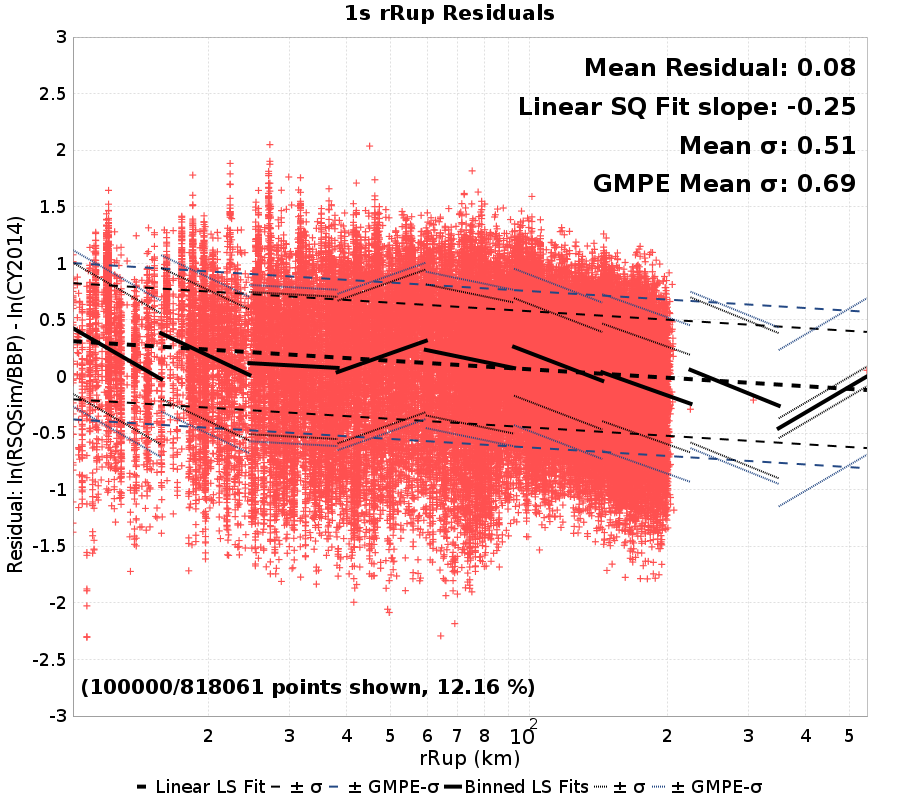 1s rRup Residuals
Residual: ln(RSQSim/BBP) - ln(CY2014)
3
2.5
2
1.5
1
0.5
0
-0.5
-1
-1.5
-2
-2.5
-3
Mean Residual: 0.08
Linear SQ Fit slope: -0.25
Mean σ: 0.51
GMPE Mean σ: 0.69
(100000/818061 points shown, 12.16 %)
2 3 4 5 6 7 8 10² 2 3 4 5
rRup (km)
Linear LS Fit ± σ ± GMPE-σ Binned LS Fits ± σ ± GMPE-σ